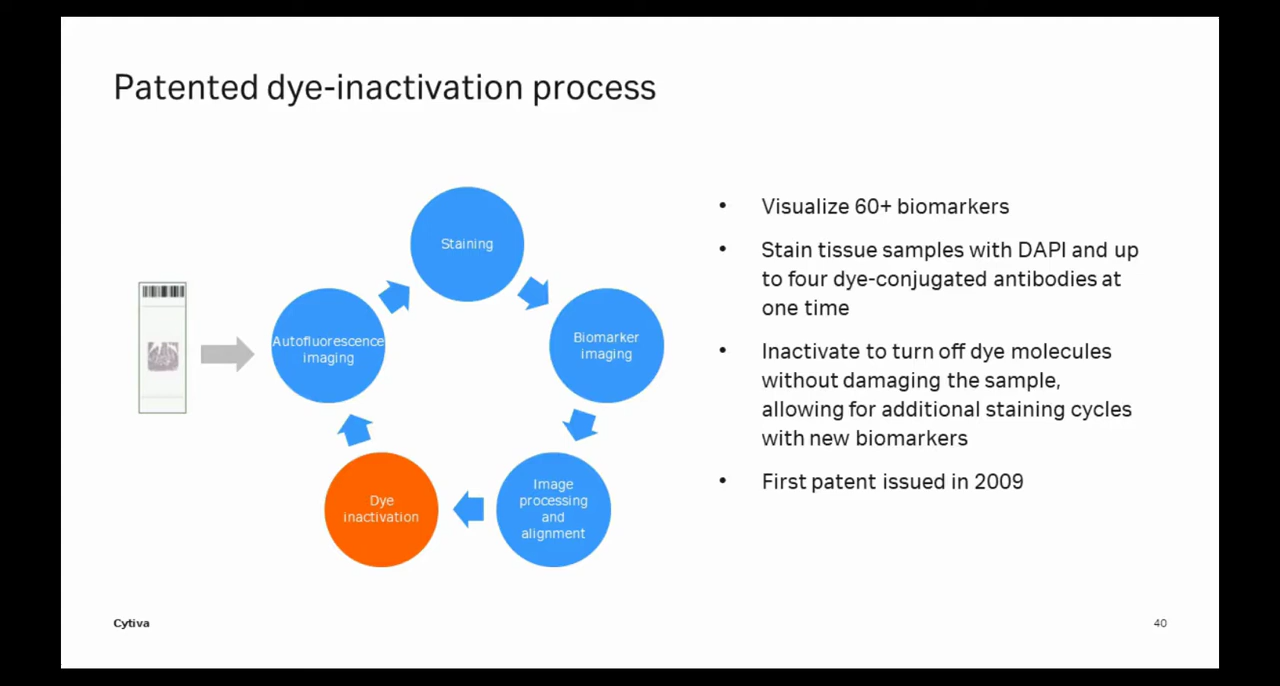 Patented dye-inactivation process
Staining
Autofluorescence
imaging
Biomarker
imaging
Dye
inactivation
Image
processing
and
alignment
• Visualize 60+ biomarkers
• Stain tissue samples with DAPI and up
to four dye-conjugated antibodies at
one time
• Inactivate to turn off dye molecules
without damaging the sample,
allowing for additional staining cycles
with new biomarkers
• First patent issued in 2009
Cytiva
40